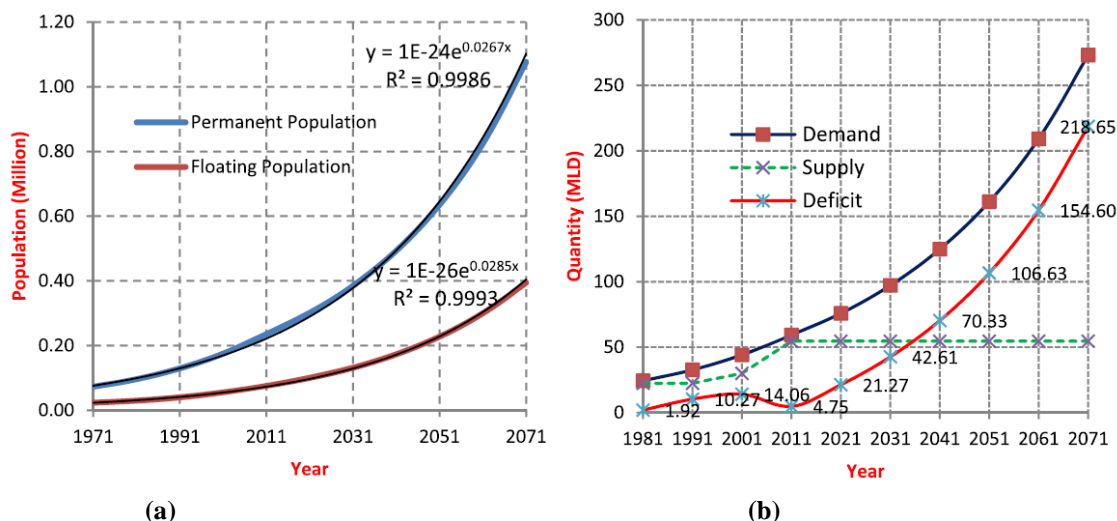 1.20
1.00
0.80
0.60
0.40
0.20
0.00
Population (Million)
y = 1E-24e^0.0267x
R² = 0.9986
Permanent Population
Floating Population
y = 1E-26e^0.0285x
R² = 0.9993
1971 1991 2011 2031 2051 2071
Year
(a)
300
250
200
150
100
50
0
Quantity (MLD)
Demand
Supply
Deficit
1.92
10.27
14.06
4.75
21.27
42.61
70.33
106.63
154.60
218.65
1981 1991 2001 2011 2021 2031 2041 2051 2061 2071
Year
(b)